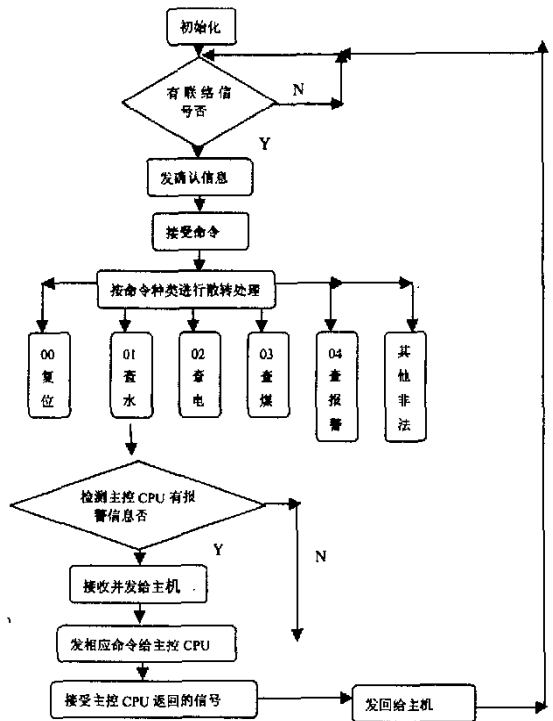 初始化
有联络信
号否
N
Y
发确认信息
接受命令
按命令种类进行散转处理
00
复
位
01
查
水
02
查
电
03
查
煤
04
查
报
警
其
他
非
法
检测主控 CPU 有报
警信息否
Y
N
接收并发给主机
发相应命令给主控 CPU
接受主控 CPU 返回的信号
发回给主机